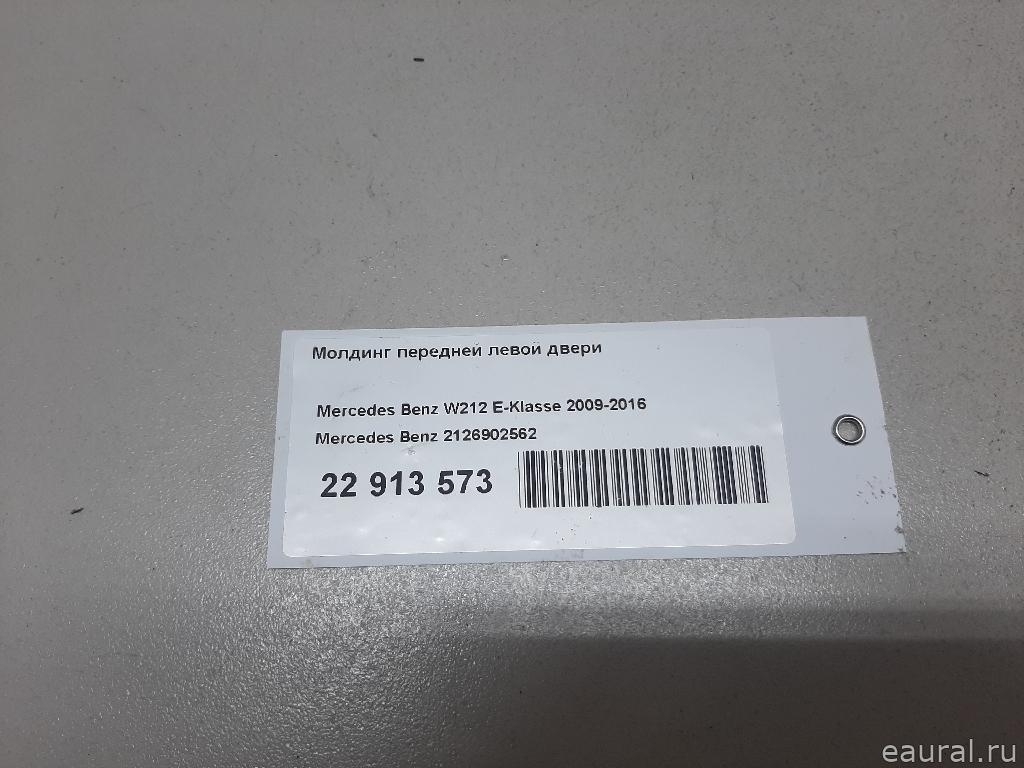 Молдинг передней левой двери
Mercedes Benz W212 E-Klasse 2009-2016
Mercedes Benz 2126902562
22 913 573
eaural.ru